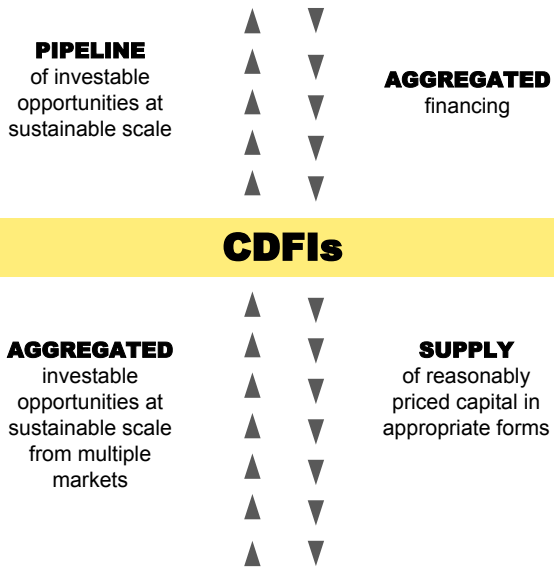 PIPELINE
of investable
opportunities at
sustainable scale
AGGREGATED
financing
CDFIs
AGGREGATED
investable
opportunities at
sustainable scale
from multiple
markets
SUPPLY
of reasonably
priced capital in
appropriate forms